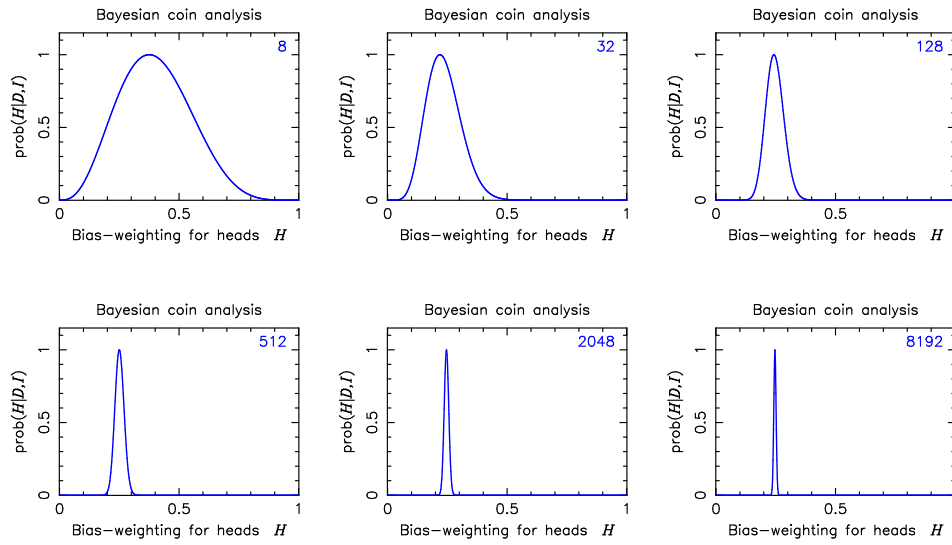 Bayesian coin analysis
8
prob(H|D,I)
0 0.5 1
0 0.5 1
Bias-weighting for heads H
Bayesian coin analysis
32
prob(H|D,I)
0 0.5 1
0 0.5 1
Bias-weighting for heads H
Bayesian coin analysis
128
prob(H|D,I)
0 0.5 1
0 0.5 1
Bias-weighting for heads H
Bayesian coin analysis
512
prob(H|D,I)
0 0.5 1
0 0.5 1
Bias-weighting for heads H
Bayesian coin analysis
2048
prob(H|D,I)
0 0.5 1
0 0.5 1
Bias-weighting for heads H
Bayesian coin analysis
8192
prob(H|D,I)
0 0.5 1
0 0.5 1
Bias-weighting for heads H